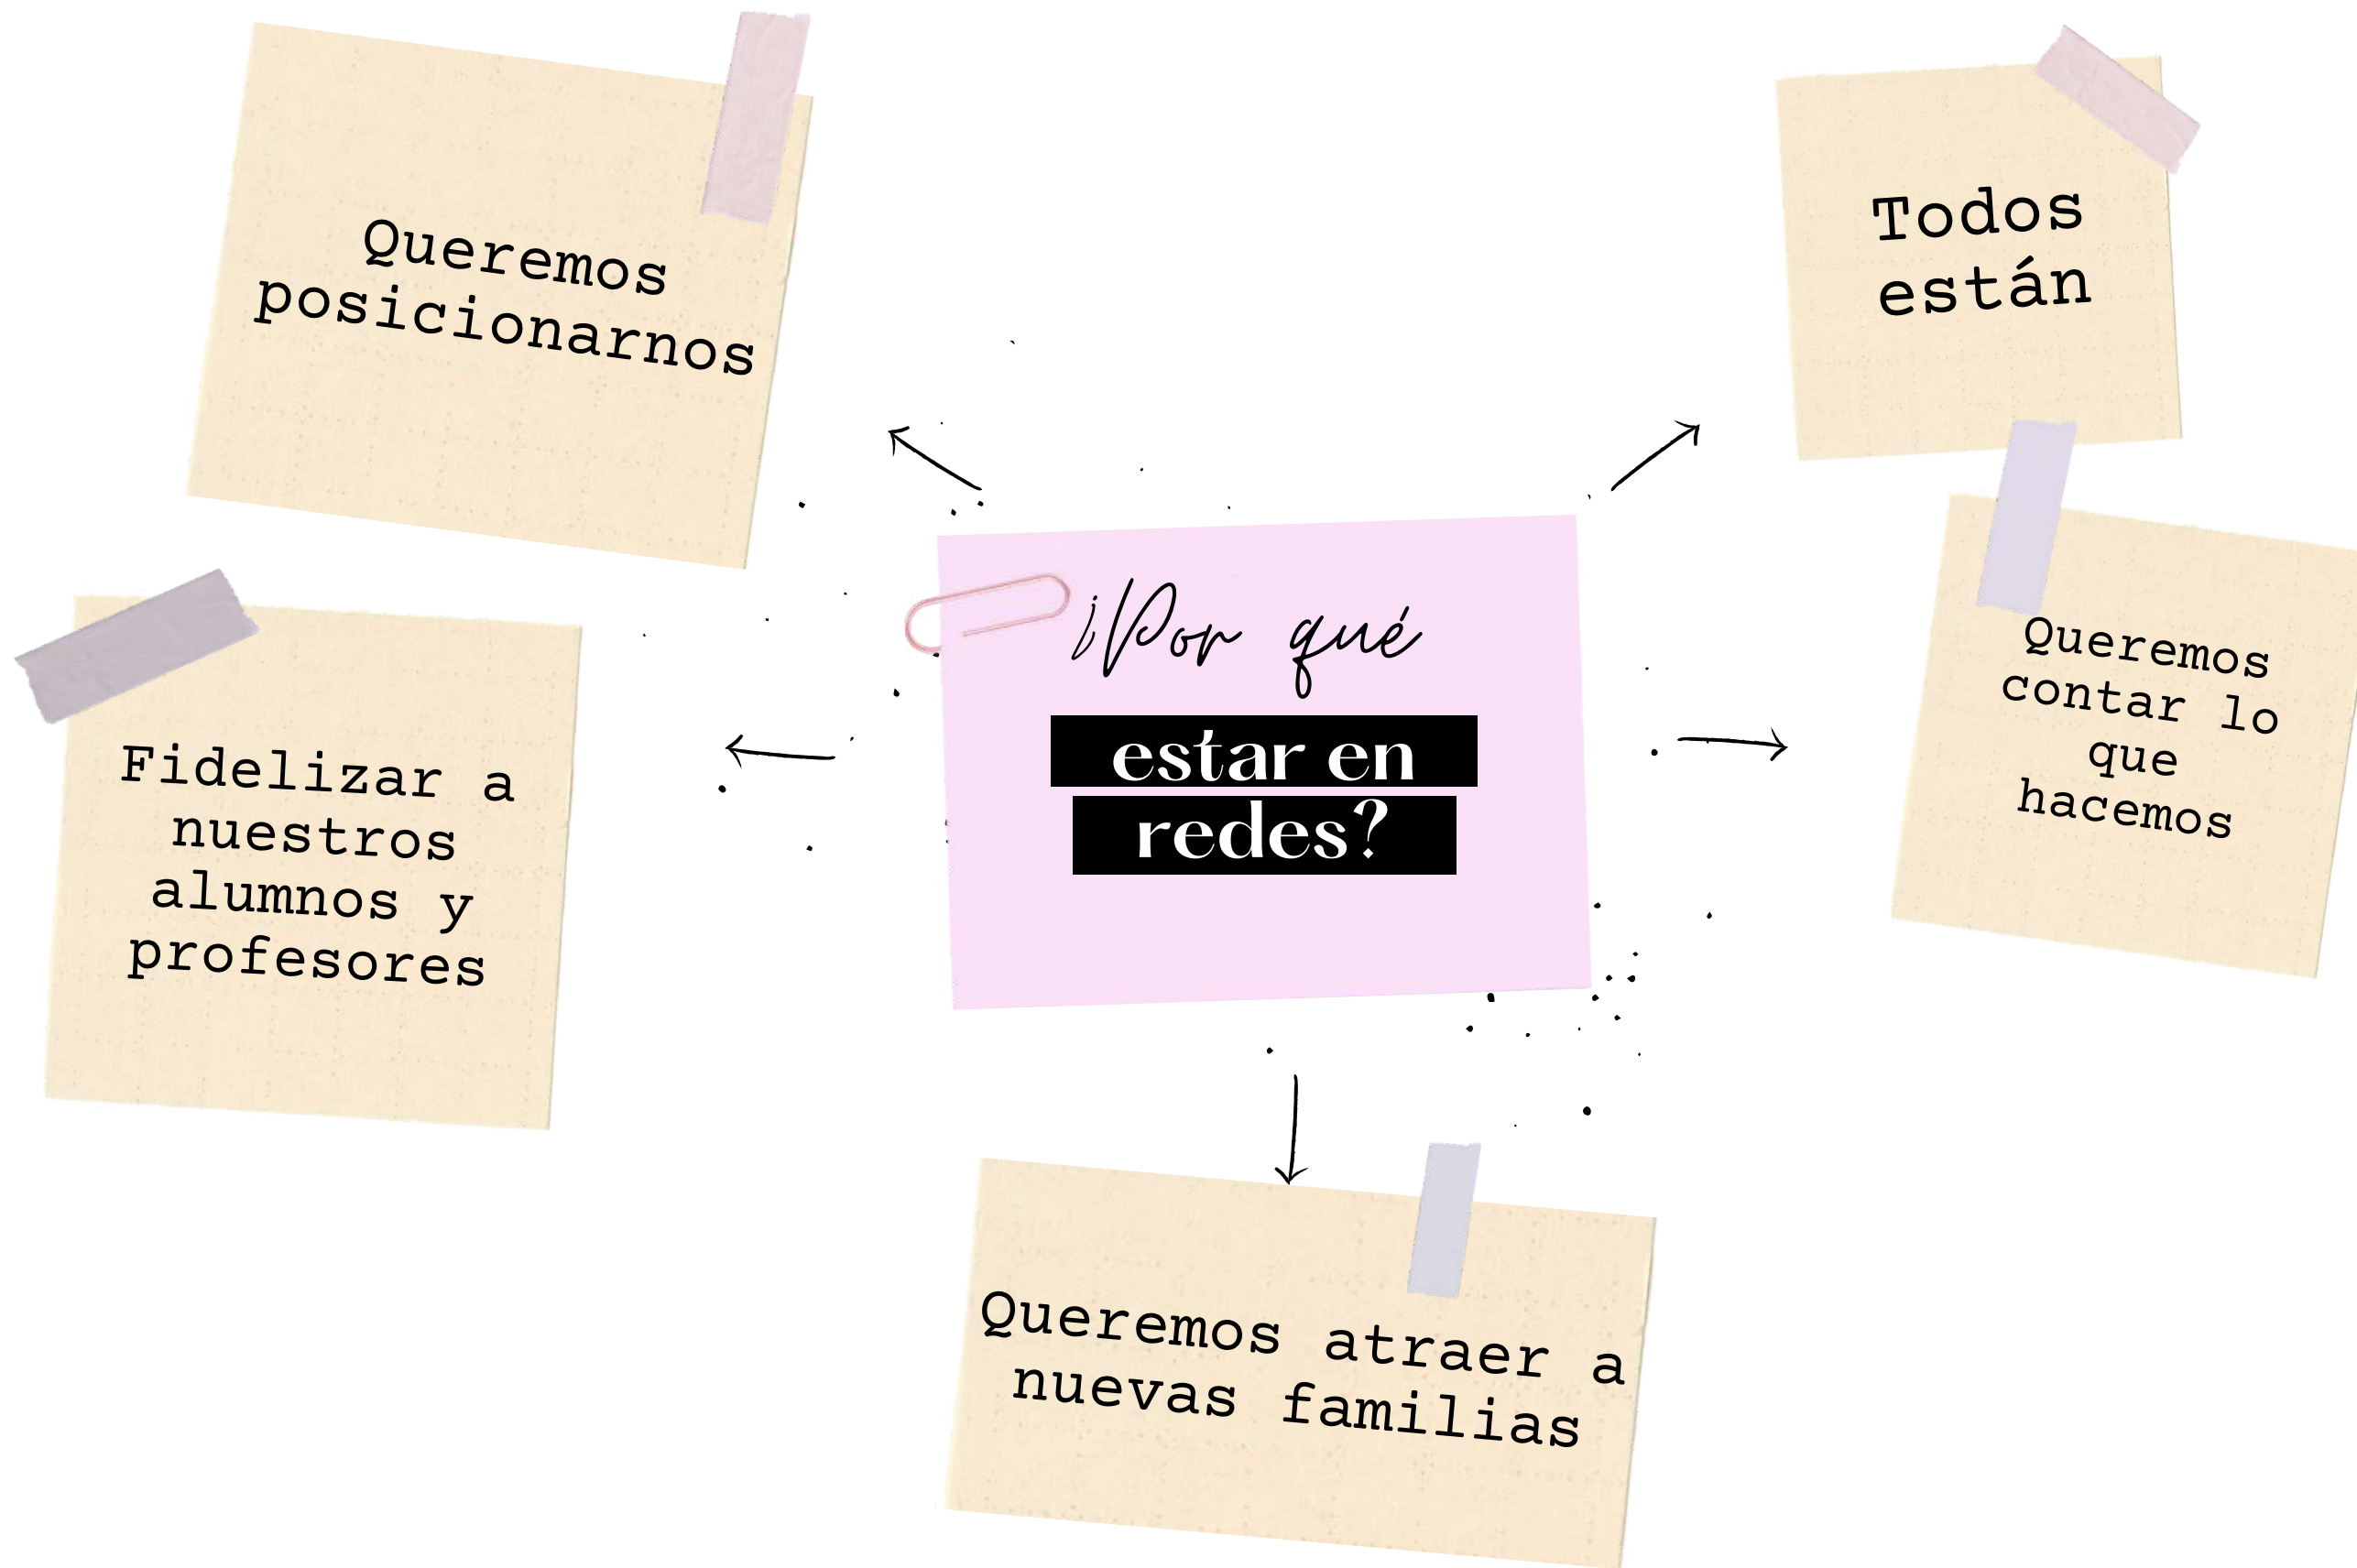 Queremos
posicionarnos
Todos
están
¡Por qué
estar en
redes?
Queremos
contar lo
que
hacemos
Fidelizar a
nuestros
alumnos y
profesores
Queremos atraer a
nuevas familias